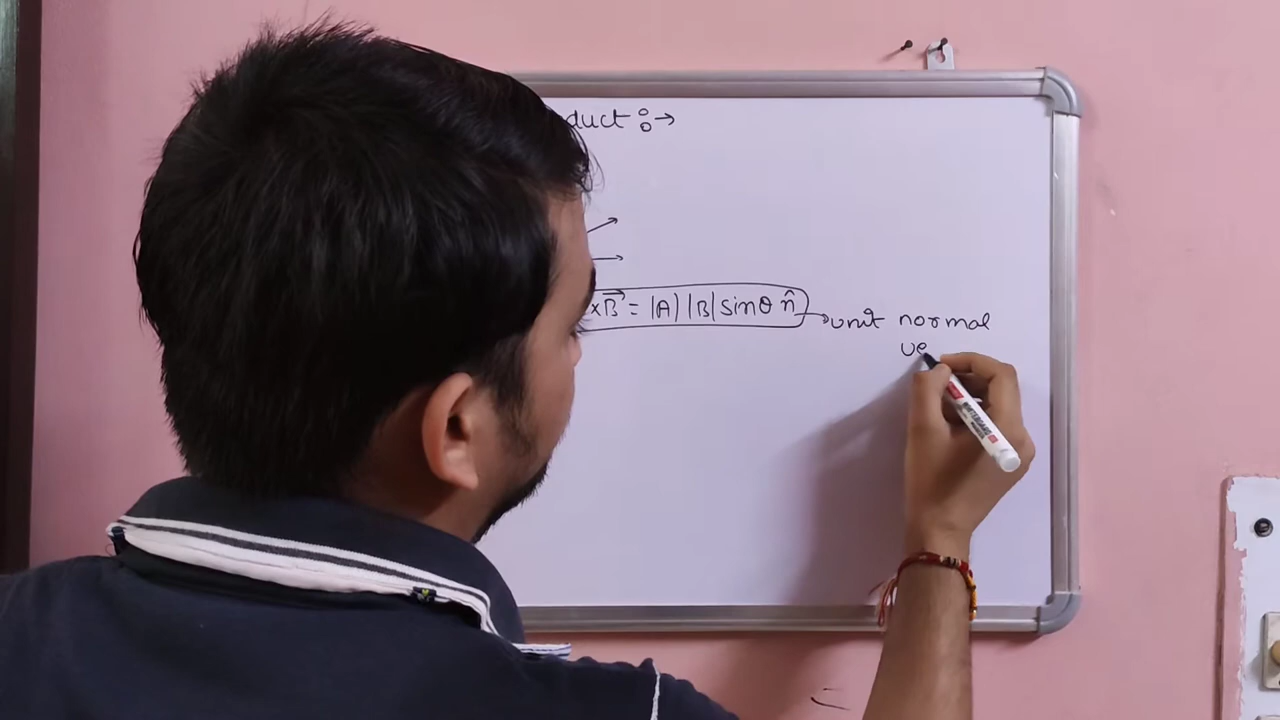 duct :→
×B⃗ = |A| |B| sinθ n̂ → unit normal
ve